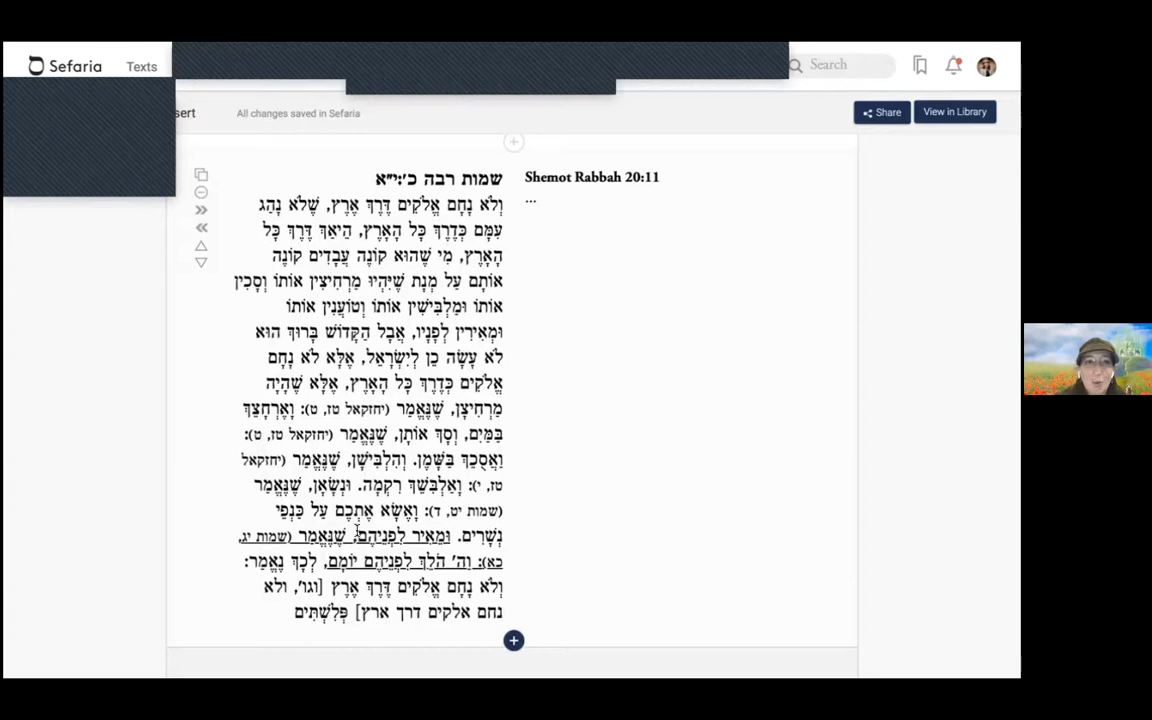 Sefaria
Texts
Search
sert
All changes saved in Sefaria
Share
View in Library
שמות רבה כ׳:י״א
וְלֹא נָחָם אֱלֹקִים דֶּרֶךְ אֶרֶץ, שֶׁלֹא נָהַג
עִמָּם כְּדֶרֶךְ כָּל הָאָרֶץ, הֵיאַךְ דֶּרֶךְ כָּל
הָאָרֶץ, מִי שֶׁהוּא קוֹנֶה עֲבָדִים קוֹנֶה
אוֹתָם עַל מְנָת שֶׁיִּהְיוּ מַרְחִיצִין אוֹתוֹ וְסָכִין
אוֹתוֹ וּמַלְבִּישִׁין אוֹתוֹ וְטוֹעֲנִין אוֹתוֹ
וּמְאִירִין לְפָנָיו, אֲבָל הַקָּדוֹשׁ בָּרוּךְ הוּא
לֹא עָשָׂה כֵן לְיִשְׂרָאֵל, אֶלָּא לֹא נָחָם
אֱלֹקִים כְּדֶרֶךְ כָּל הָאָרֶץ, אֶלָּא שֶׁהָיָה
מַרְחִיצָן, שֶׁנֶּאֱמַר (יחזקאל טז, ט): וָאֶרְחָצֵךְ
בַּמַּיִם, וְסָךְ אוֹתָן, שֶׁנֶּאֱמַר (יחזקאל טז, ט):
וַאֲסֻכֵךְ בַּשָּׁמֶן. וְהִלְבִּישָׁן, שֶׁנֶּאֱמַר (יחזקאל
טז, י): וָאַלְבִּשֵׁךְ רִקְמָה. וּנְשָׂאָן, שֶׁנֶּאֱמַר
(שמות יט, ד): וָאֶשָּׂא אֶתְכֶם עַל כַּנְפֵי
נְשָׁרִים. וּמֵאִיר לִפְנֵיהֶם, שֶׁנֶּאֱמַר (שמות יג,
כא): וַה׳ הֹלֵךְ לִפְנֵיהֶם יוֹמָם, לְכָךְ נֶאֱמַר:
וְלֹא נָחָם אֱלֹקִים דֶּרֶךְ אֶרֶץ [וגו׳, ולא
נחם אלקים דרך ארץ] פְּלִשְׁתִּים
Shemot Rabbah 20:11
...